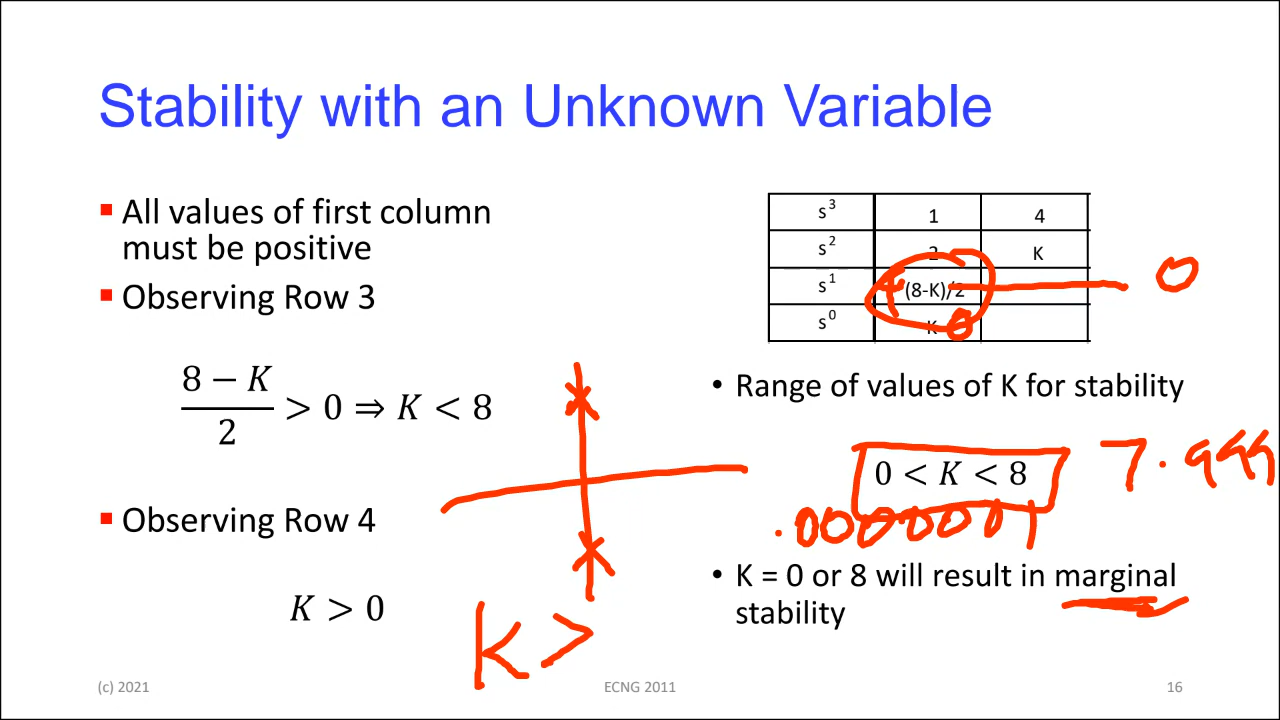 Stability with an Unknown Variable
▪ All values of first column
must be positive
▪ Observing Row 3
8 − K
2
> 0 ⇒ K < 8
▪ Observing Row 4
K > 0
K >
s³ 1 4
s² 2 K
s¹ (8-K)/2 0
s⁰ K 0
• Range of values of K for stability
0 < K < 8 7.999
.0000001
• K = 0 or 8 will result in marginal
stability
(c) 2021 ECNG 2011 16